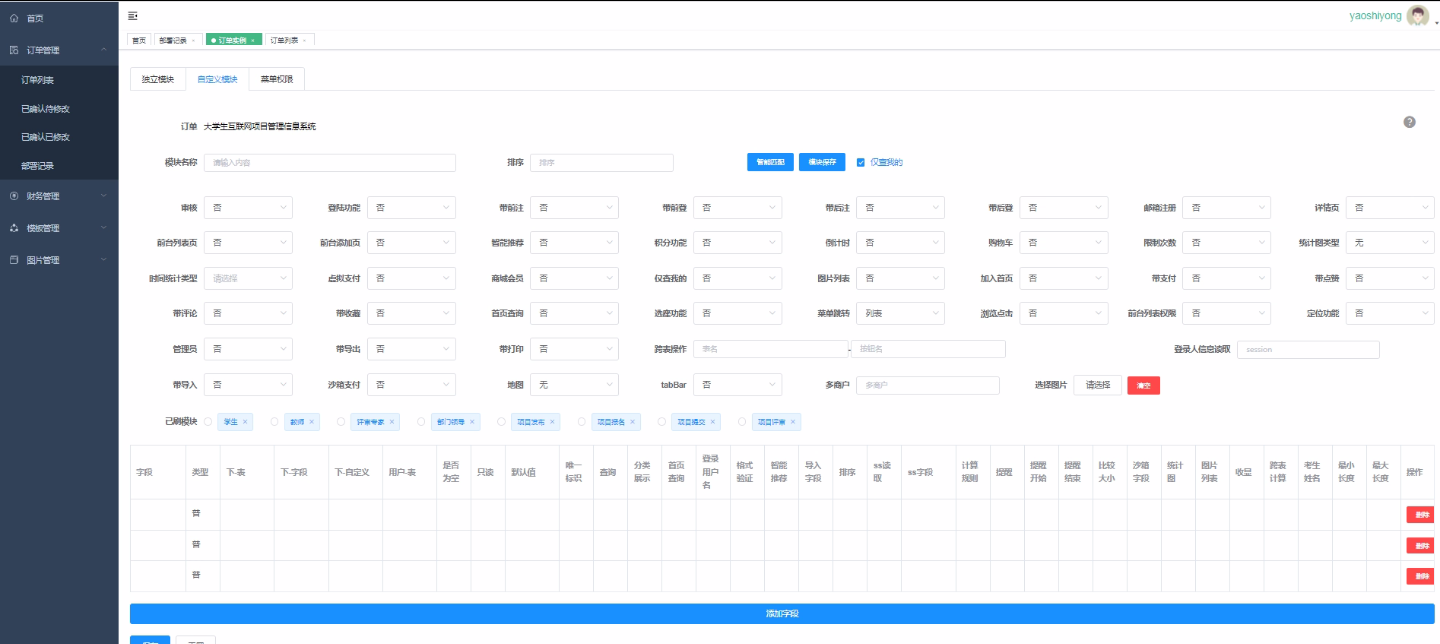 首页
yaoshiyong
订单管理
首页 部署记录 × 订单实例 × 订单列表 ×
订单列表
独立模块 自定义模块 菜单权限
已确认待修改
已确认已修改
部署记录
财务管理
模板管理
图片管理
订单 大学生互联网项目管理信息系统
模块名称 请输入内容 排序 排序 智能匹配 模块保存 仅查我的
审核 否 登陆功能 否 带前注 否 带前登 否 带后注 否 带后登 否 邮箱注册 否 详情页 否
前台列表页 否 前台添加页 否 智能推荐 否 积分功能 否 倒计时 否 购物车 否 限制次数 否 统计图类型 无
时间统计类型 请选择 虚拟支付 否 商城会员 否 仅查我的 否 图片列表 否 加入首页 否 带支付 否 带点赞 否
带评论 否 带收藏 否 首页查询 否 选座功能 否 菜单跳转 列表 浏览点击 否 前台列表权限 否 定位功能 否
管理员 否 带导出 否 带打印 否 跨表操作 表名 - 按钮名 登录人信息读取 session
带导入 否 沙箱支付 否 地图 无 tabBar 否 多商户 多商户 选择图片 请选择 清空
已刷模块 学生 × 教师 × 评审专家 × 部门领导 × 项目发布 × 项目报名 × 项目提交 × 项目评审 ×
字段 类型 下-表 下-字段 下-自定义 用户-表 是否为空 只读 默认值 唯一标识 查询 分类展示 首页查询 登录用户名 格式验证 智能推荐 导入字段 排序 ss读取 ss字段 计算规则 提醒 提醒开始 提醒结束 比较大小 沙箱字段 统计图 图片列表 收显 跨表计算 考生姓名 最小长度 最大长度 操作
普 删除
普 删除
普 删除
添加字段